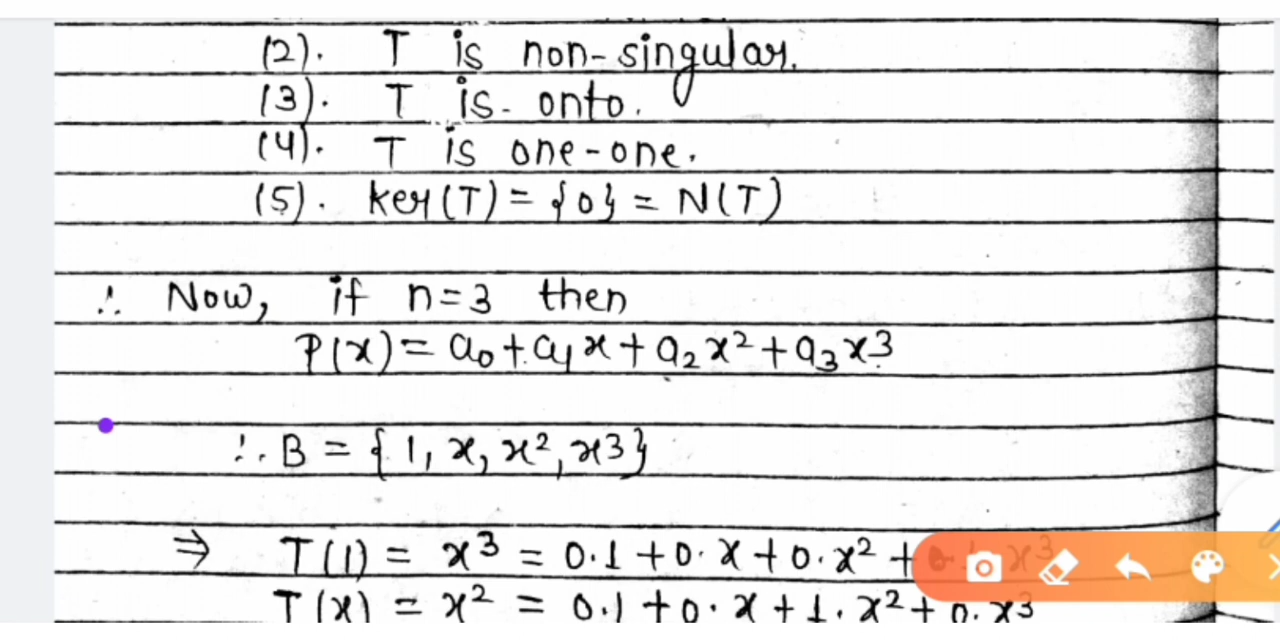 (2). T is non-singular.
(3). T is onto.
(4). T is one-one.
(5). ker(T) = {0} = N(T)
∴ Now, if n=3 then
P(x) = a₀ + a₁x + a₂x² + a₃x³
∴ B = {1, x, x², x3}
⇒ T(1) = x³ = 0.1 + 0.x + 0.x² + x³
T(x) = x² = 0.1 + 0.x + 1.x² + 0.x³